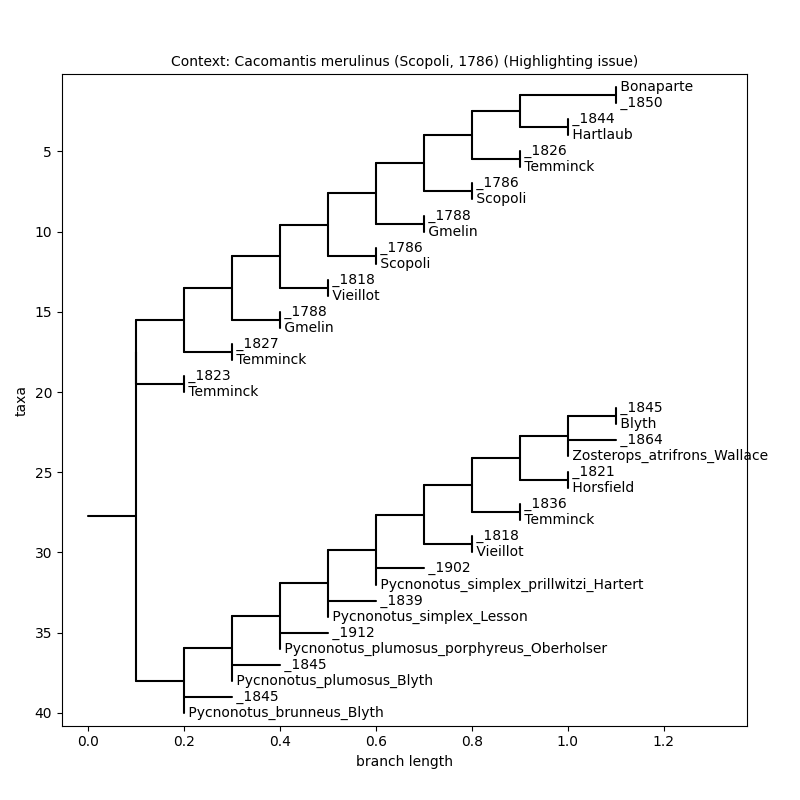 Context: Cacomantis merulinus (Scopoli, 1786) (Highlighting issue)
Bonaparte
_1850
_1844
Hartlaub
_1826
Temminck
_1786
Scopoli
_1788
Gmelin
_1786
Scopoli
_1818
Vieillot
_1788
Gmelin
_1827
Temminck
_1823
Temminck
_1845
Blyth
_1864
Zosterops_atrifrons_Wallace
_1821
Horsfield
_1836
Temminck
_1818
Vieillot
_1902
Pycnonotus_simplex_prillwitzi_Hartert
_1839
Pycnonotus_simplex_Lesson
_1912
Pycnonotus_plumosus_porphyreus_Oberholser
_1845
Pycnonotus_plumosus_Blyth
_1845
Pycnonotus_brunneus_Blyth
5
10
15
20
25
30
35
40
taxa
0.0 0.2 0.4 0.6 0.8 1.0 1.2
branch length